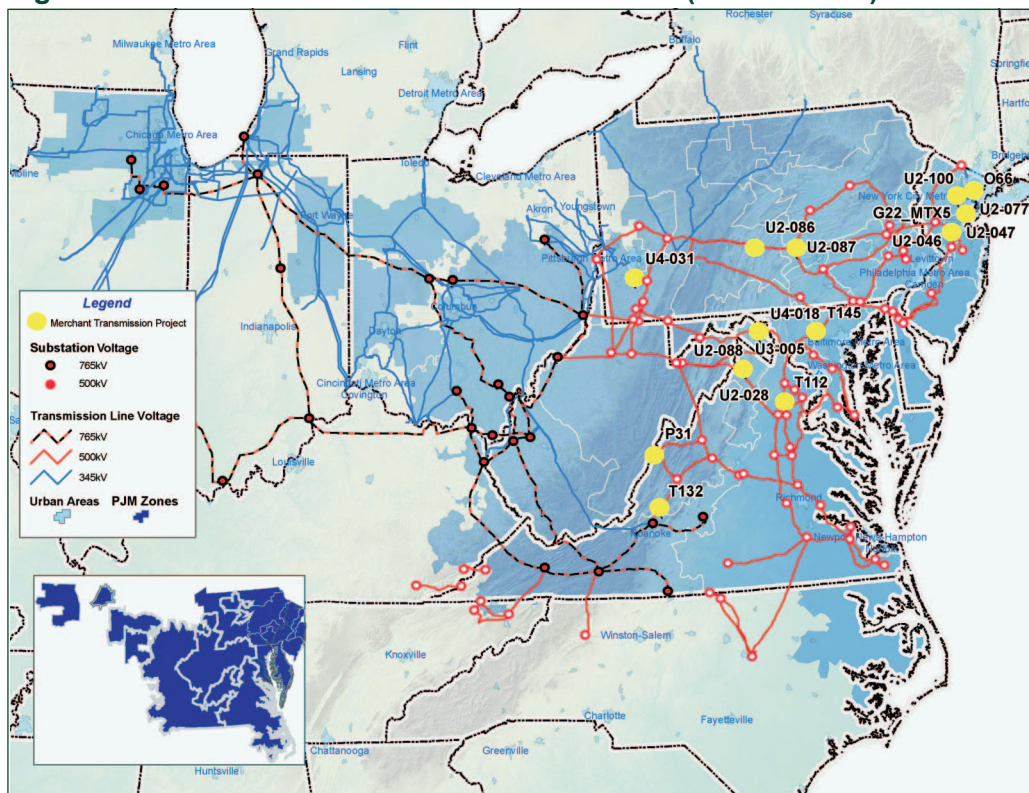 Rochester
Syracuse
Milwaukee Metro Area
Grand Rapids
Flint
Buffalo
Lansing
Detroit Metro Area
Springfie
Hartfo
Chicago Metro Area
Toledo
Cleveland Metro Area
Bridgep
oline
Fort Wayne
Akron
Youngstown
U2-100
O66
New York City Metr
U2-077
G22_MTX5
U2-047
U2-086
U2-087
U2-046
Levittown
Pittsburgh Metro Area
U4-031
Philadelphia Metro Area
Camden
Columbus
Indianapolis
Dayton
U4-018
T145
Baltimore Metro Area
U2-088
U3-005
Washington Metro Area
Cincinnati Metro Area
Covington
U2-028
T112
P31
Louisville
T132
Richmond
Roanoke
Legend
Merchant Transmission Project
Substation Voltage
765kV
500kV
Transmission Line Voltage
765kV
500kV
345kV
Urban Areas
PJM Zones
Winston-Salem
Knoxville
Charlotte
Fayetteville
Chattanooga
Greenville
Huntsville